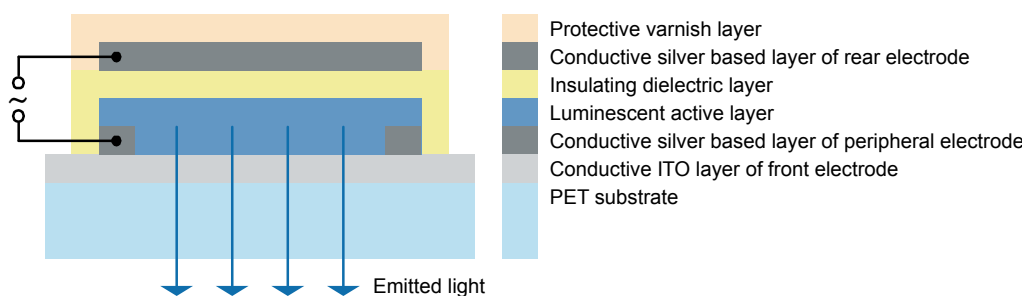 Protective varnish layer
Conductive silver based layer of rear electrode
Insulating dielectric layer
Luminescent active layer
Conductive silver based layer of peripheral electrode
Conductive ITO layer of front electrode
PET substrate
~
Emitted light